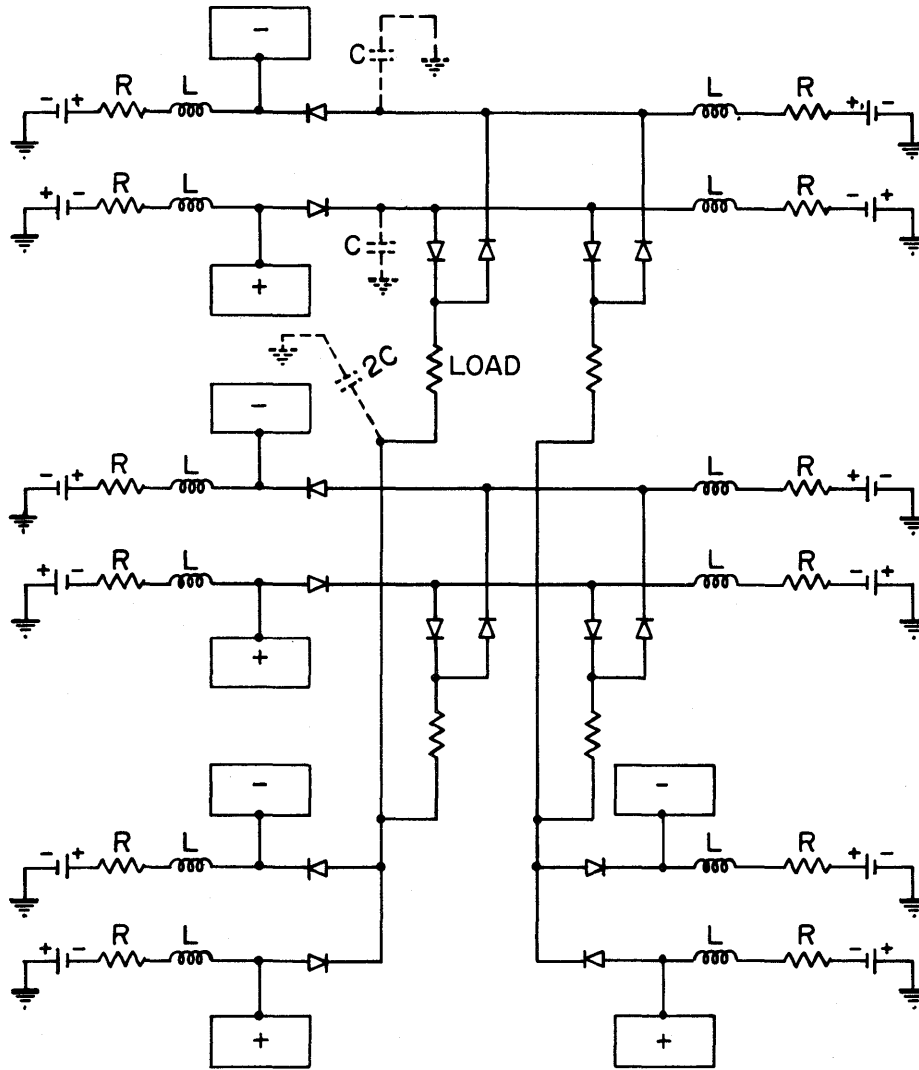 -
C
- + R L L R + -
+ - R L L R - +
C
+
2C LOAD
-
- + R L L R + -
+ - R L L R - +
+
- -
- + R L L R + -
+ - R L L R - +
+ +